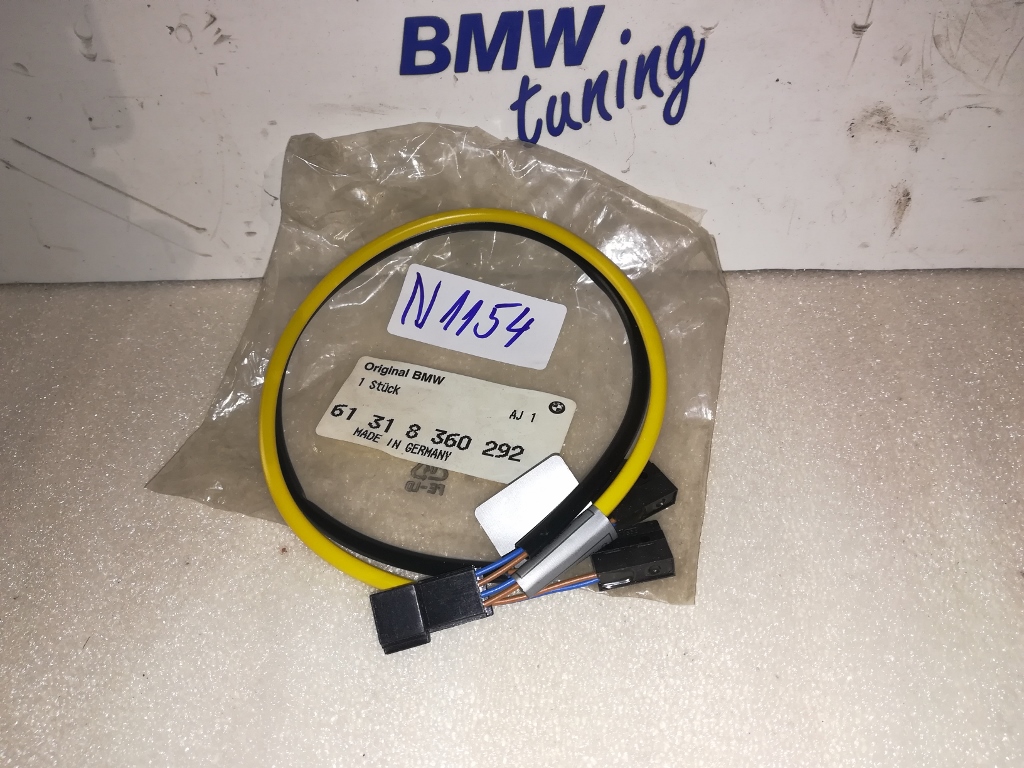 BMW
tuning
N1154
Original BMW
1 Stück
AJ 1
61 31 8 360 292
MADE IN GERMANY